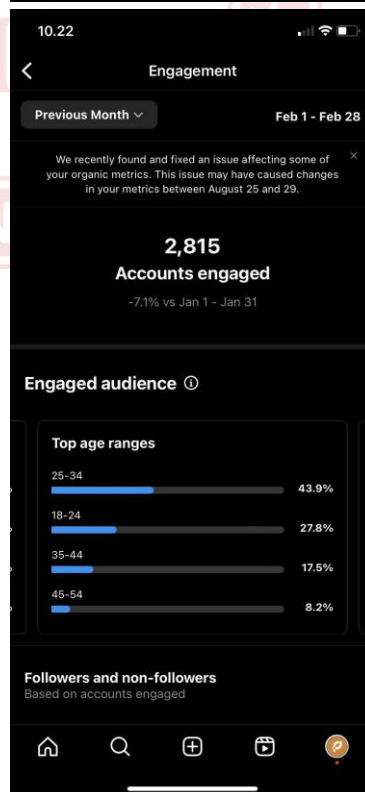 10.22
Engagement
Previous Month
Feb 1 - Feb 28
We recently found and fixed an issue affecting some of
your organic metrics. This issue may have caused changes
in your metrics between August 25 and 29.
2,815
Accounts engaged
-7.1% vs Jan 1 - Jan 31
Engaged audience
Top age ranges
25-34
43.9%
18-24
27.8%
35-44
17.5%
45-54
8.2%
Followers and non-followers
Based on accounts engaged